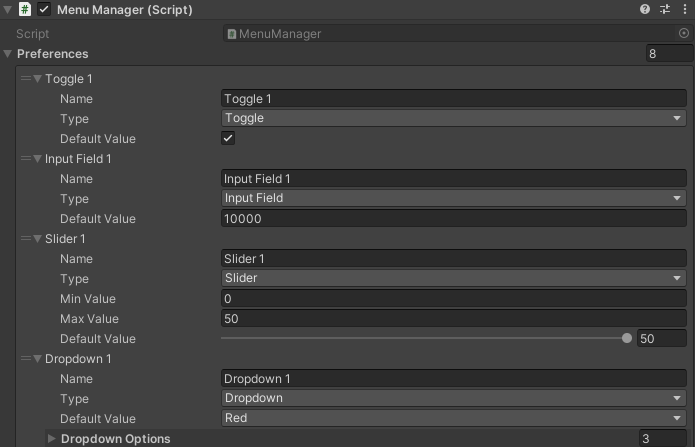 Menu Manager (Script)
Script MenuManager
Preferences 8
Toggle 1
Name Toggle 1
Type Toggle
Default Value
Input Field 1
Name Input Field 1
Type Input Field
Default Value 10000
Slider 1
Name Slider 1
Type Slider
Min Value 0
Max Value 50
Default Value 50
Dropdown 1
Name Dropdown 1
Type Dropdown
Default Value Red
Dropdown Options 3